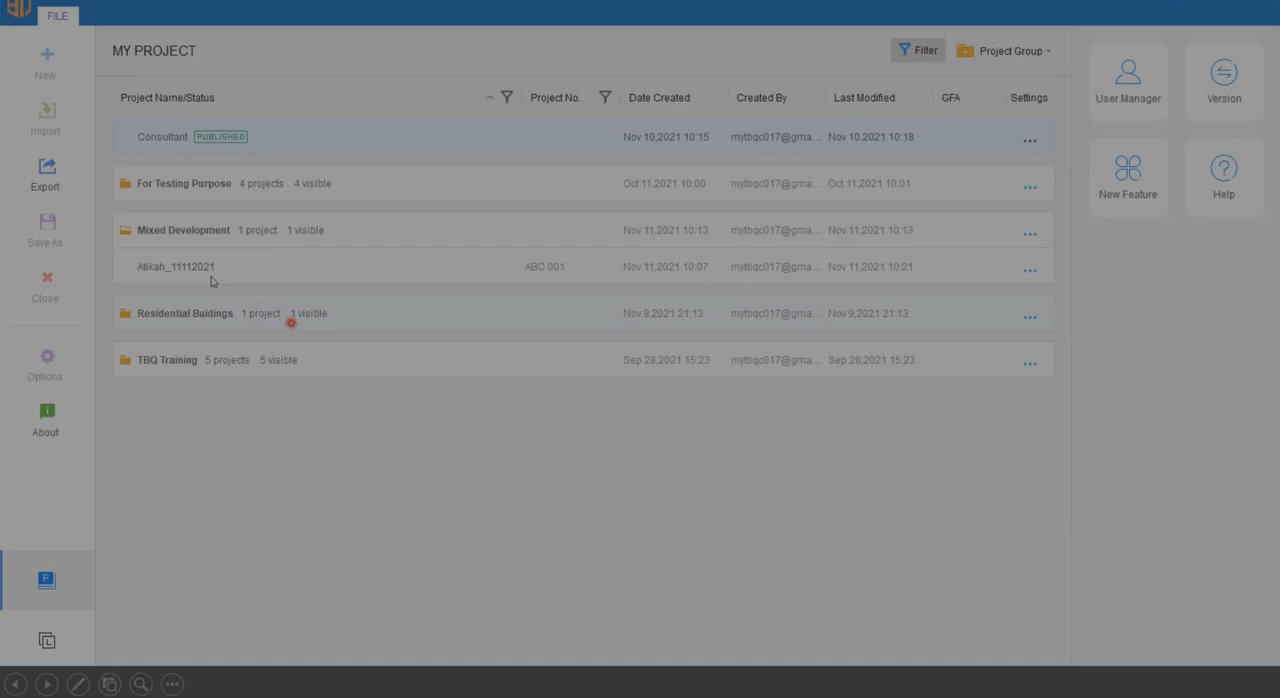 FILE
New
Import
Export
Save As
Close
Options
About
MY PROJECT
Filter
Project Group
Project Name/Status Project No. Date Created Created By Last Modified GFA Settings
Consultant PUBLISHED Nov 10,2021 10:15 mytbqc017@gma... Nov 10,2021 10:18 ...
For Testing Purpose 4 projects 4 visible Oct 11,2021 10:00 mytbqc017@gma... Oct 11,2021 10:01 ...
Mixed Development 1 project 1 visible Nov 11,2021 10:13 mytbqc017@gma... Nov 11,2021 10:13 ...
Atikah_11112021 ABC 001 Nov 11,2021 10:07 mytbqc017@gma... Nov 11,2021 10:21 ...
Residential Buidings 1 project 1 visible Nov 9,2021 21:13 mytbqc017@gma... Nov 9,2021 21:13 ...
TBQ Training 5 projects 5 visible Sep 28,2021 15:23 mytbqc017@gma... Sep 28,2021 15:23 ...
User Manager
Version
New Feature
Help
P
L